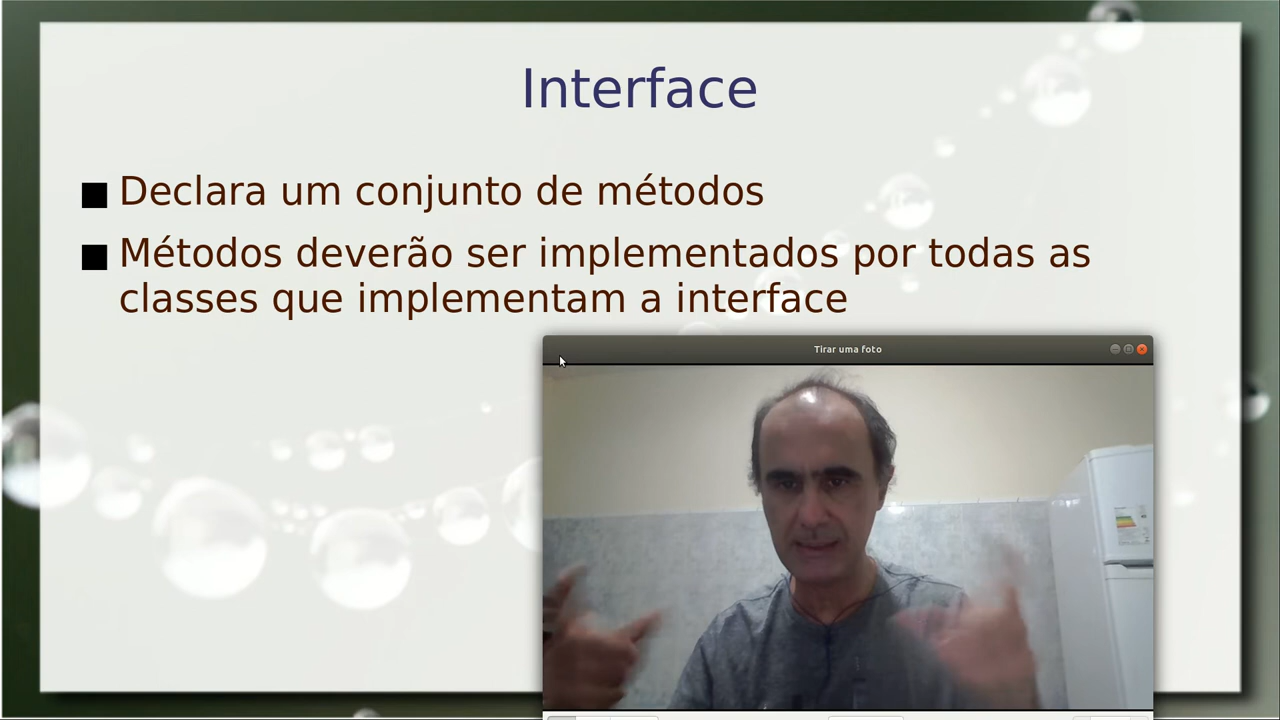 Interface
Declara um conjunto de métodos
Métodos deverão ser implementados por todas as
classes que implementam a interface
Tirar uma foto